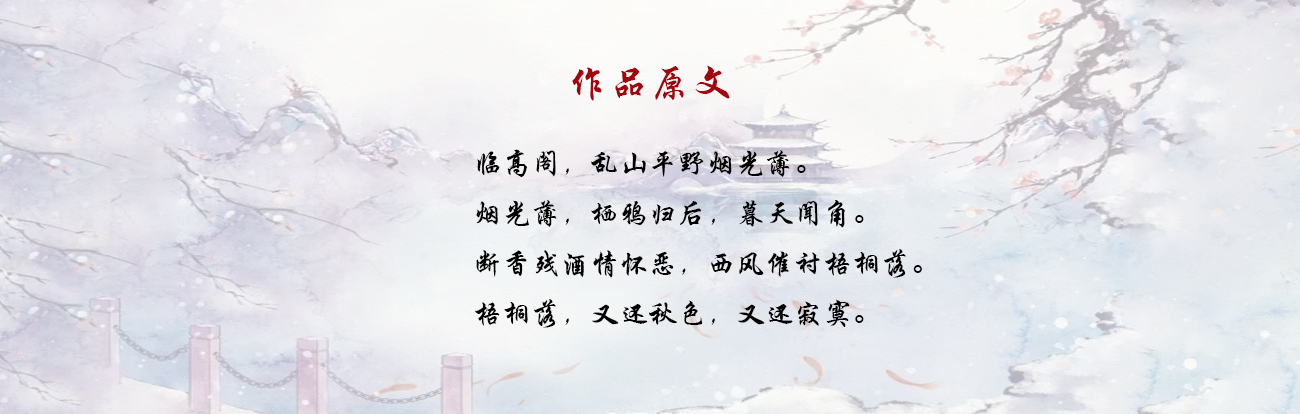 作品原文
临高阁，乱山平野烟光薄。
烟光薄，栖鸦归后，暮天闻角。
断香残酒情怀恶，西风催衬梧桐落。
梧桐落，又还秋色，又还寂寞。